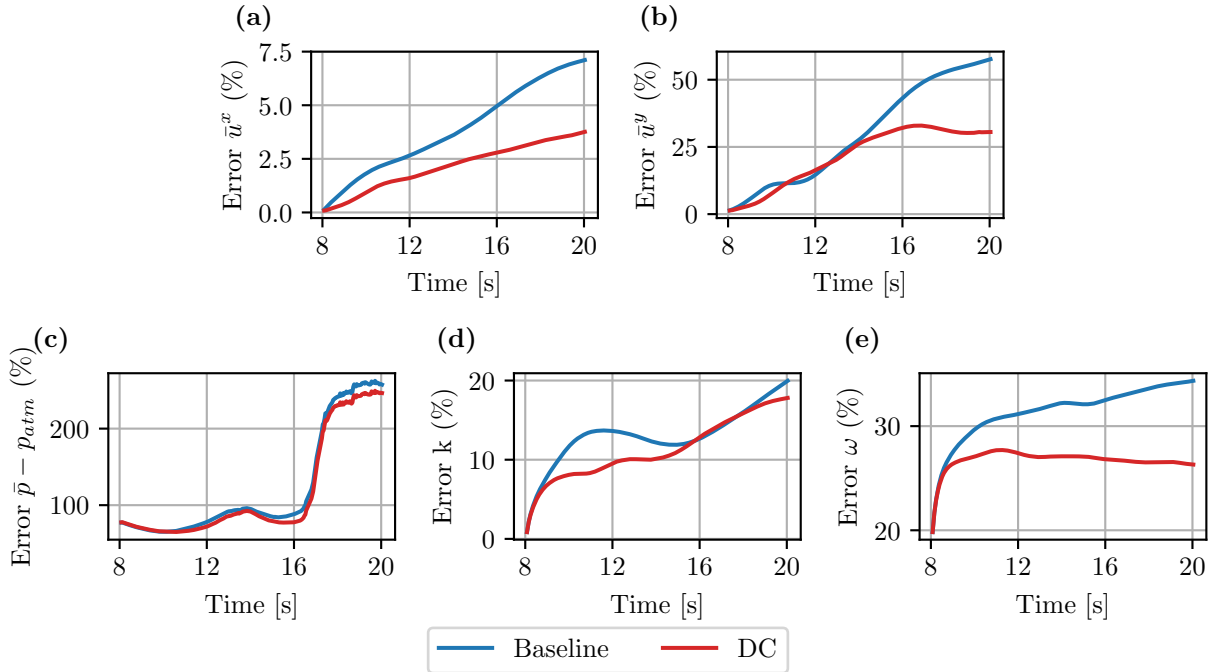 (a)
(b)
Error ū^x (%)
7.5
5.0
2.5
0.0
8 12 16 20
Time [s]
Error ū^y (%)
50
25
0
8 12 16 20
Time [s]
(c)
(d)
(e)
Error p̄ − p_atm (%)
200
100
8 12 16 20
Time [s]
Error k (%)
20
10
0
8 12 16 20
Time [s]
Error ω (%)
30
20
8 12 16 20
Time [s]
Baseline DC